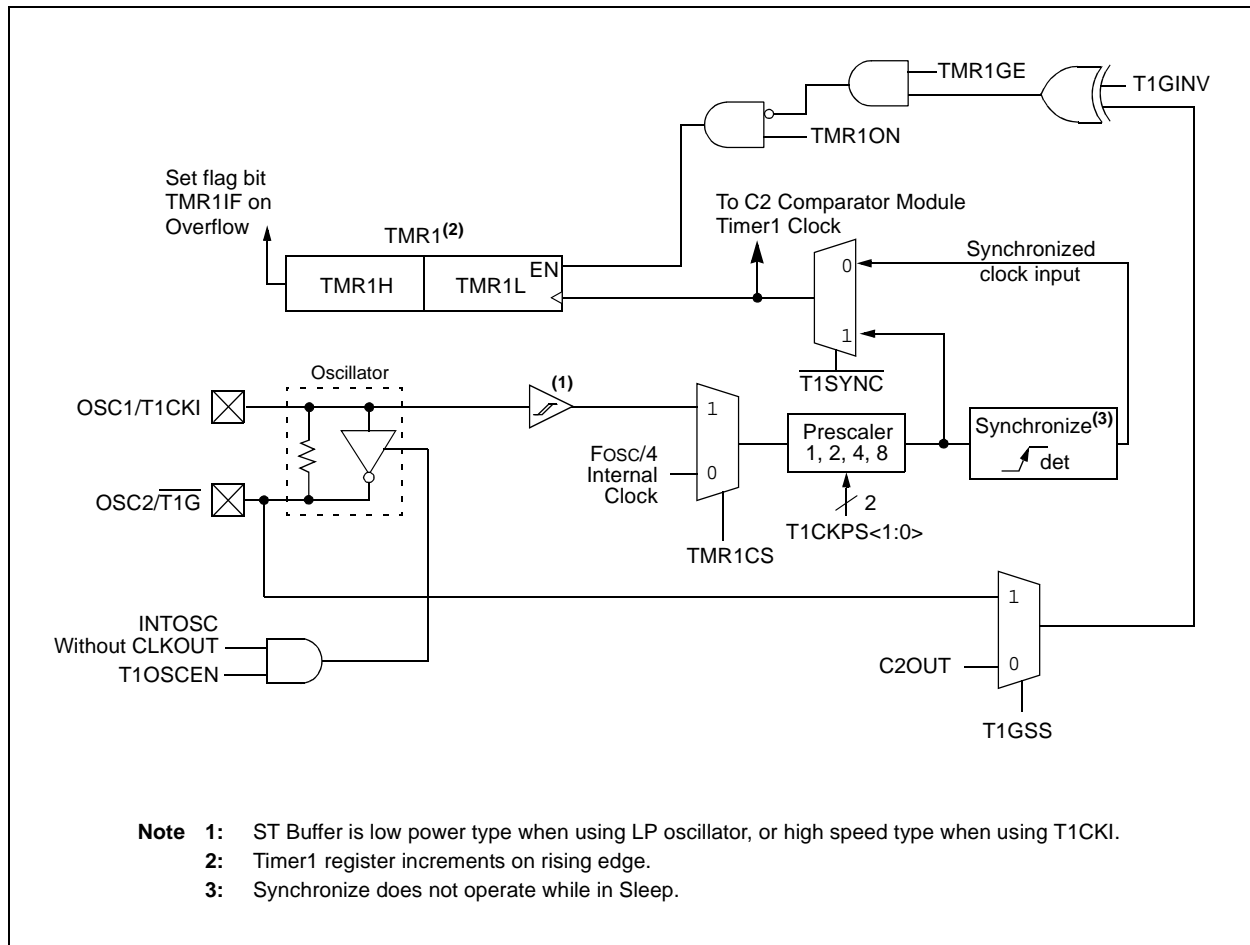 TMR1GE
T1GINV
TMR1ON
Set flag bit
TMR1IF on
Overflow
To C2 Comparator Module
Timer1 Clock
TMR1(2)
EN
TMR1H
TMR1L
0
1
Synchronized
clock input
T1SYNC
Oscillator
(1)
OSC1/T1CKI
OSC2/T1G
1
0
FOSC/4
Internal
Clock
TMR1CS
Prescaler
1, 2, 4, 8
2
T1CKPS<1:0>
Synchronize(3)
det
INTOSC
Without CLKOUT
T1OSCEN
1
0
C2OUT
T1GSS
Note 1: ST Buffer is low power type when using LP oscillator, or high speed type when using T1CKI.
2: Timer1 register increments on rising edge.
3: Synchronize does not operate while in Sleep.